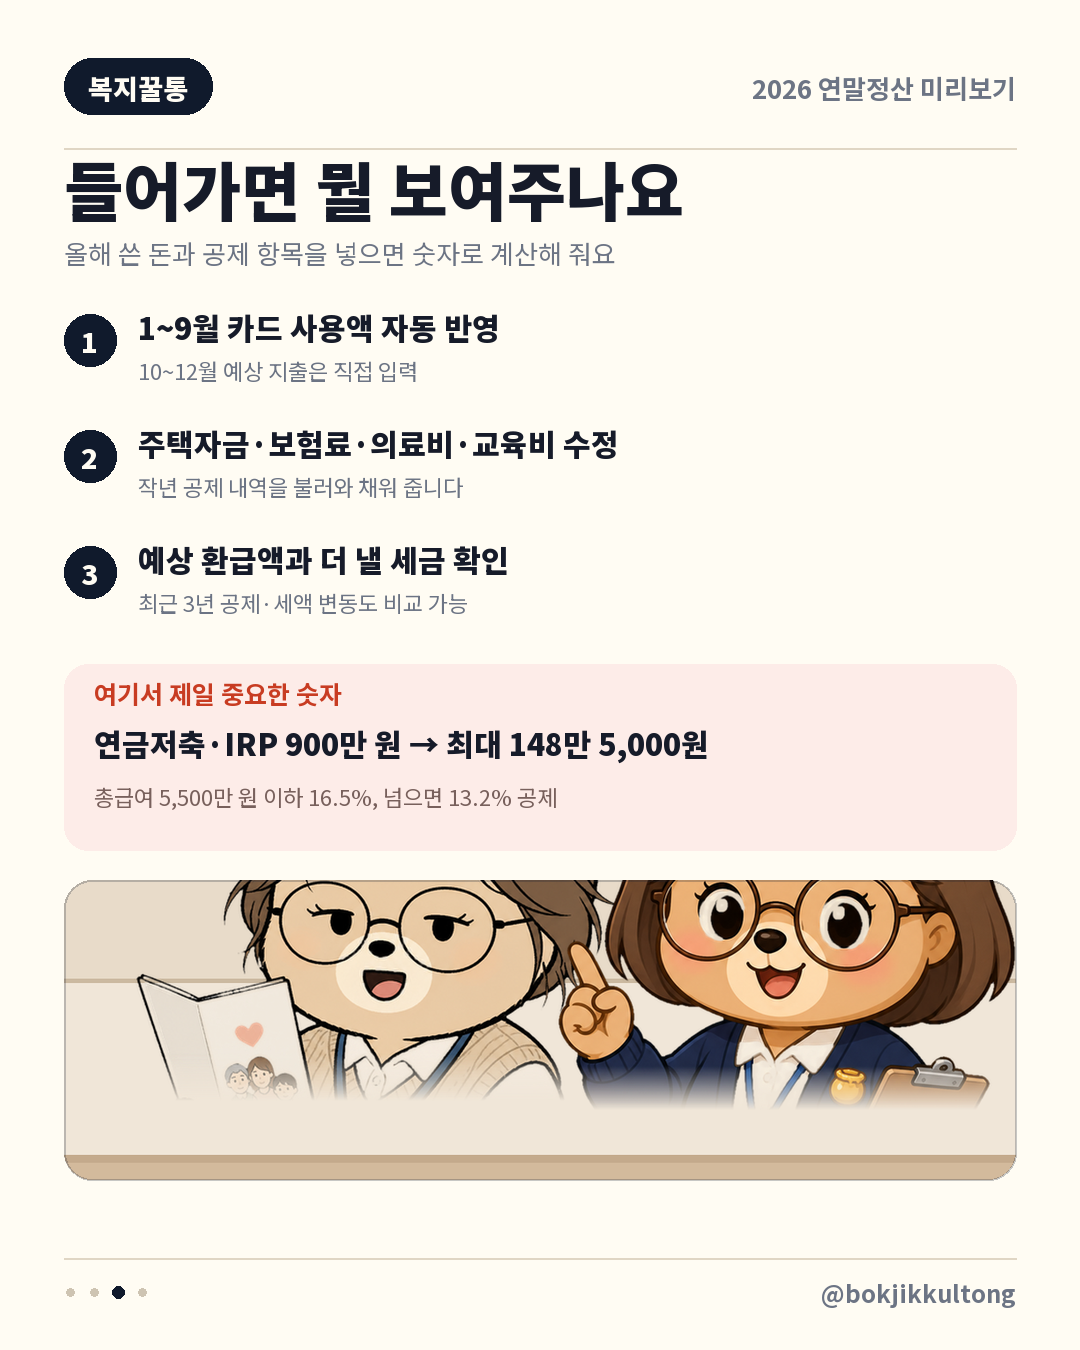 복지꿀통
2026 연말정산 미리보기
들어가면 뭘 보여주나요
올해 쓴 돈과 공제 항목을 넣으면 숫자로 계산해 줘요
1
1~9월 카드 사용액 자동 반영
10~12월 예상 지출은 직접 입력
2
주택자금·보험료·의료비·교육비 수정
작년 공제 내역을 불러와 채워 줍니다
3
예상 환급액과 더 낼 세금 확인
최근 3년 공제·세액 변동도 비교 가능
여기서 제일 중요한 숫자
연금저축·IRP 900만 원 → 최대 148만 5,000원
총급여 5,500만 원 이하 16.5%, 넘으면 13.2% 공제
@bokjikkultong